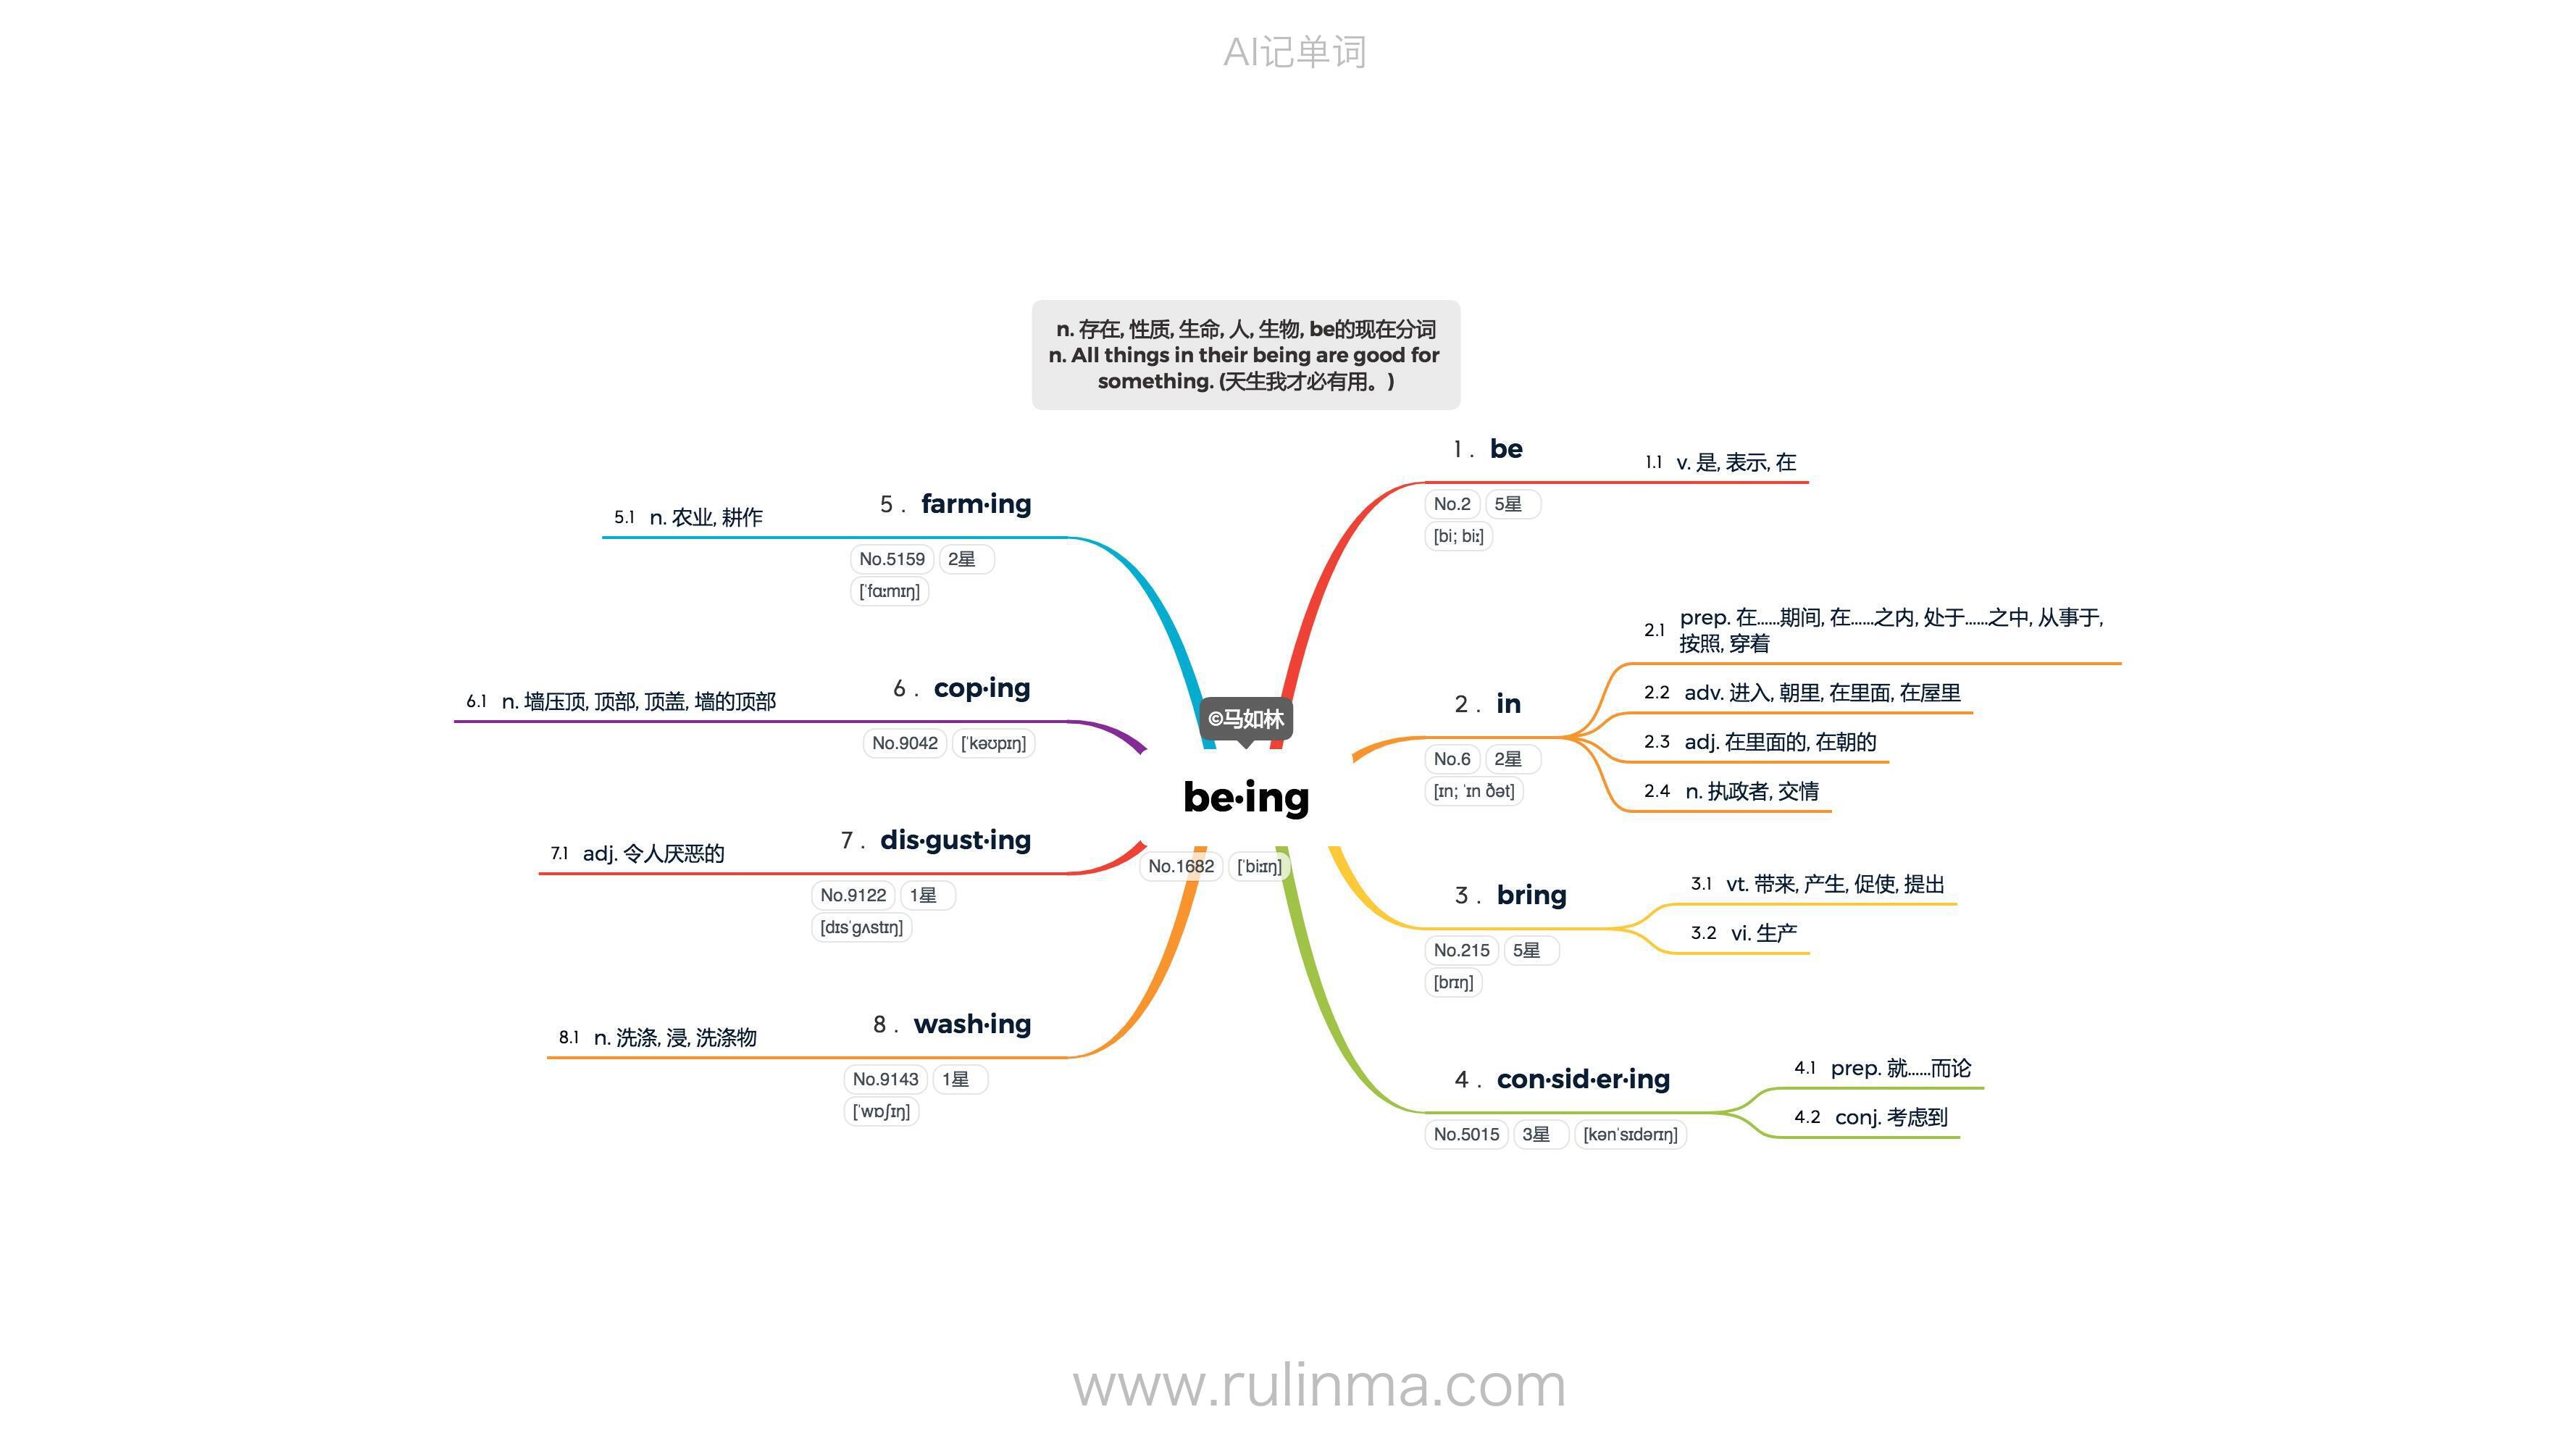 AI记单词
n. 存在, 性质, 生命, 人, 生物, be的现在分词
n. All things in their being are good for
something. (天生我才必有用。)
©马如林
be·ing
No.1682 [ˈbiːɪŋ]
1 . be
No.2 5星
[bi; biː]
1.1 v. 是, 表示, 在
2 . in
No.6 2星
[ɪn; ˈɪn ðət]
2.1 prep. 在……期间, 在……之内, 处于……之中, 从事于,
按照, 穿着
2.2 adv. 进入, 朝里, 在里面, 在屋里
2.3 adj. 在里面的, 在朝的
2.4 n. 执政者, 交情
3 . bring
No.215 5星
[brɪŋ]
3.1 vt. 带来, 产生, 促使, 提出
3.2 vi. 生产
4 . con·sid·er·ing
No.5015 3星 [kənˈsɪdərɪŋ]
4.1 prep. 就……而论
4.2 conj. 考虑到
5 . farm·ing
No.5159 2星
[ˈfɑːmɪŋ]
5.1 n. 农业, 耕作
6 . cop·ing
No.9042 [ˈkəʊpɪŋ]
6.1 n. 墙压顶, 顶部, 顶盖, 墙的顶部
7 . dis·gust·ing
No.9122 1星
[dɪsˈgʌstɪŋ]
7.1 adj. 令人厌恶的
8 . wash·ing
No.9143 1星
[ˈwɒʃɪŋ]
8.1 n. 洗涤, 浸, 洗涤物
www.rulinma.com